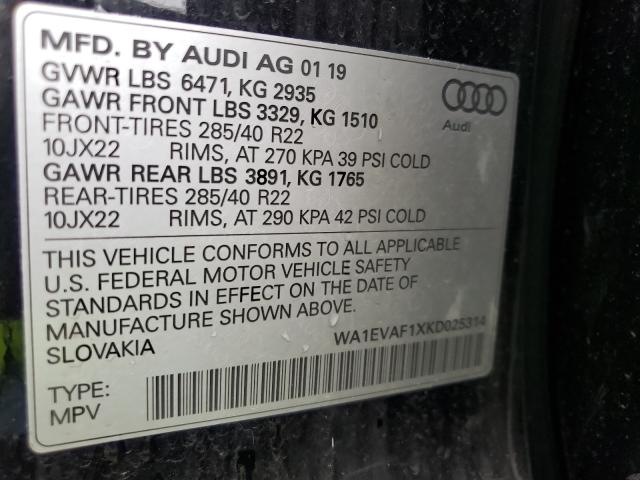 MFD. BY AUDI AG 01 19
GVWR LBS 6471, KG 2935
GAWR FRONT LBS 3329, KG 1510
FRONT-TIRES 285/40 R22
10JX22 RIMS, AT 270 KPA 39 PSI COLD
GAWR REAR LBS 3891, KG 1765
REAR-TIRES 285/40 R22
10JX22 RIMS, AT 290 KPA 42 PSI COLD
Audi
THIS VEHICLE CONFORMS TO ALL APPLICABLE
U.S. FEDERAL MOTOR VEHICLE SAFETY
STANDARDS IN EFFECT ON THE DATE OF
MANUFACTURE SHOWN ABOVE.
SLOVAKIA
WA1EVAF1XKD025314
TYPE:
MPV